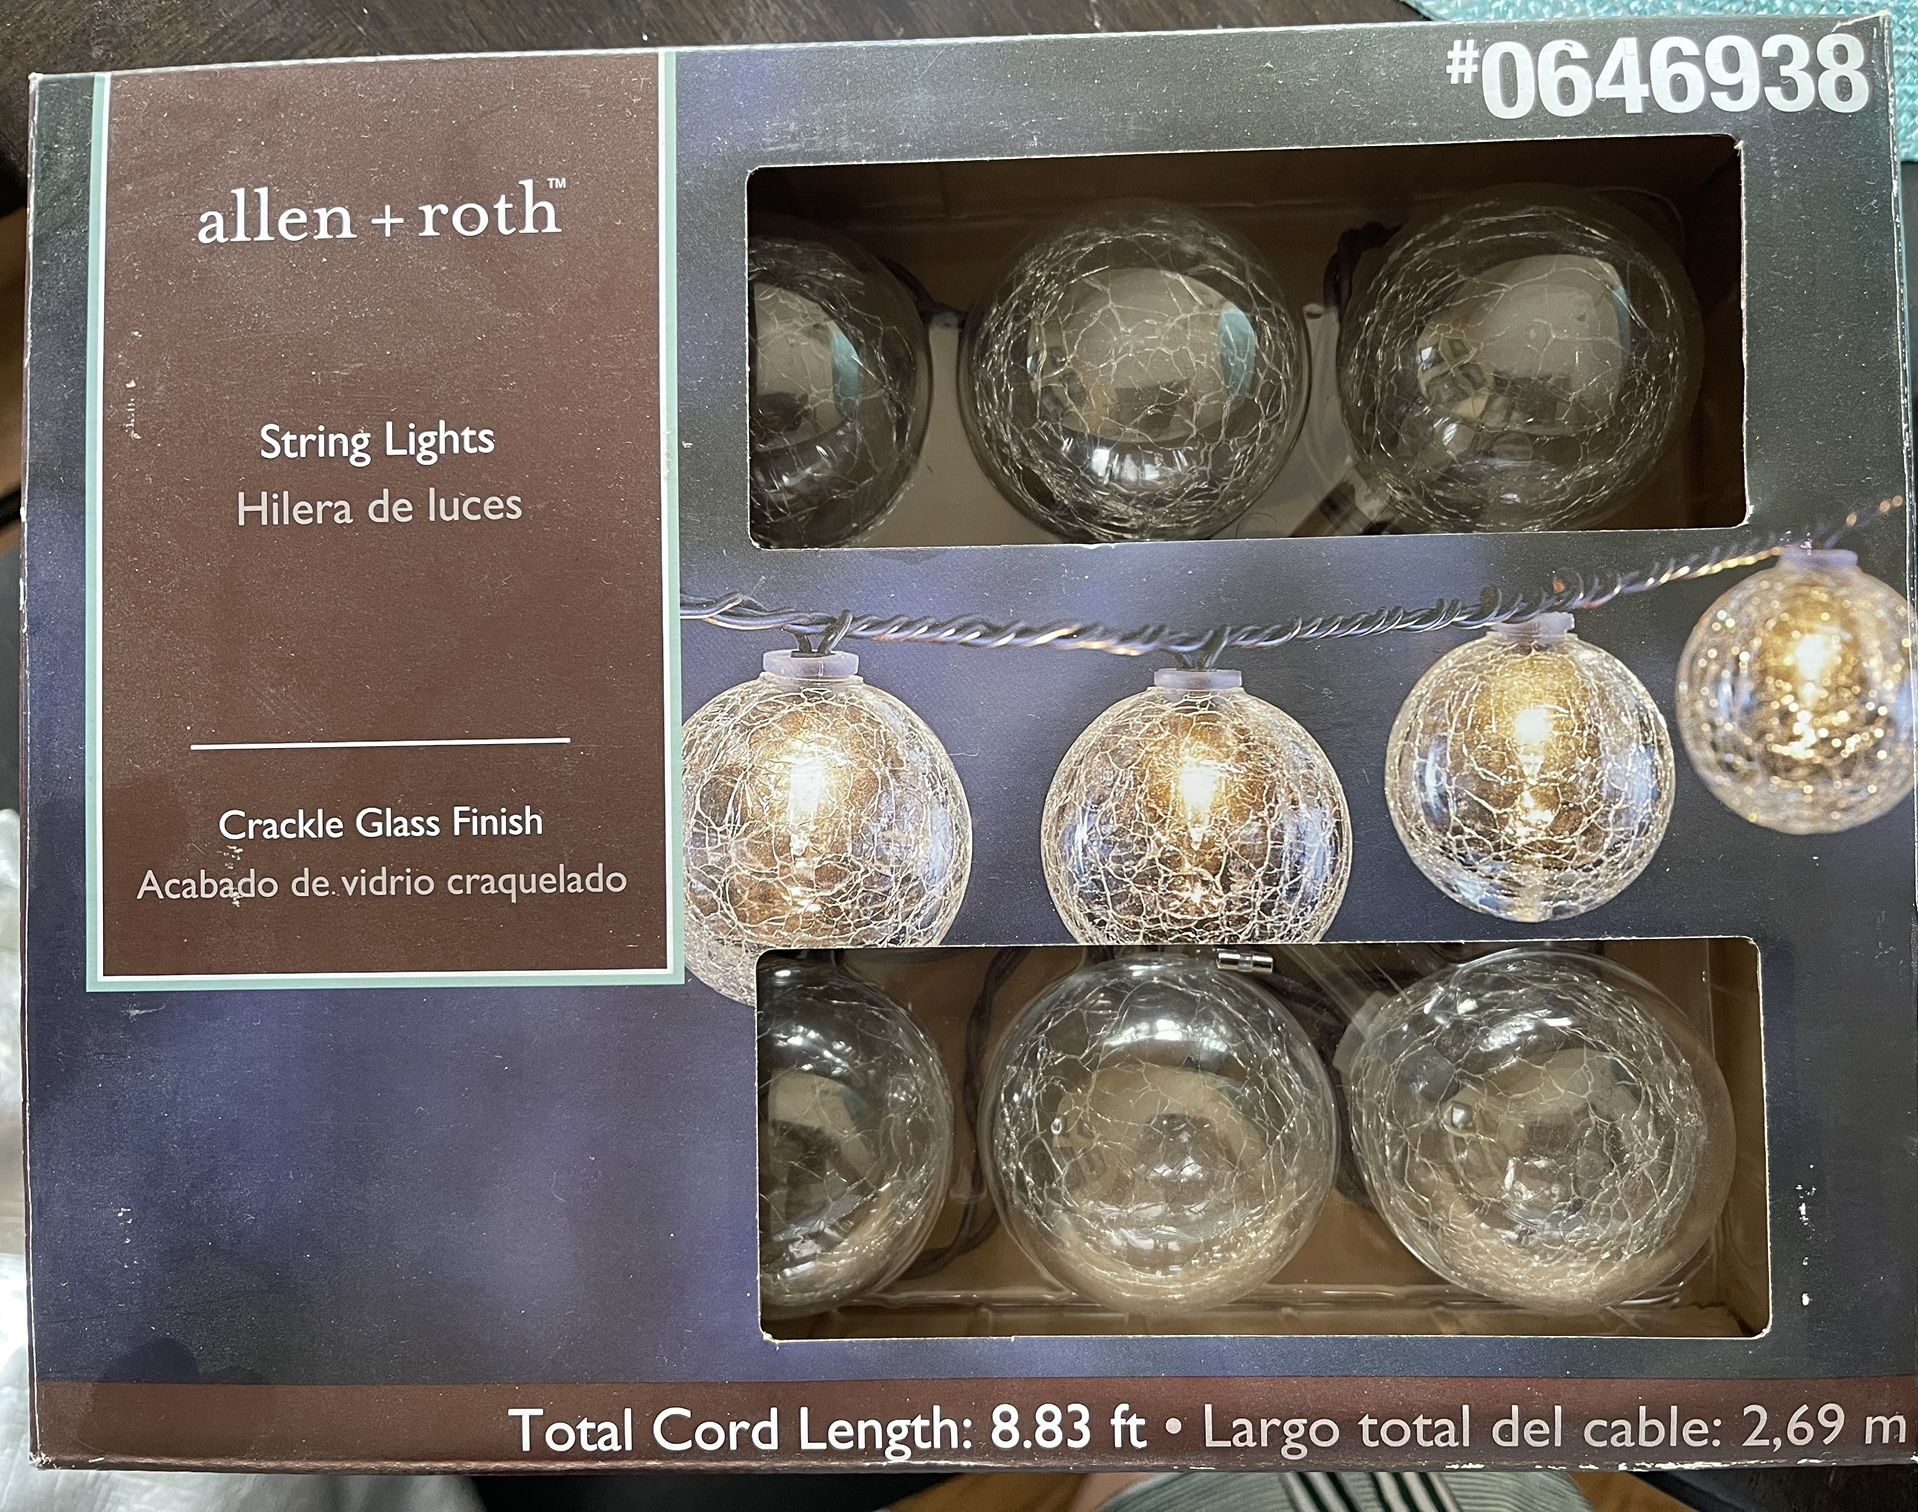 #0646938
allen + roth™
String Lights
Hilera de luces
Crackle Glass Finish
Acabado de vidrio craquelado
Total Cord Length: 8.83 ft • Largo total del cable: 2,69 m